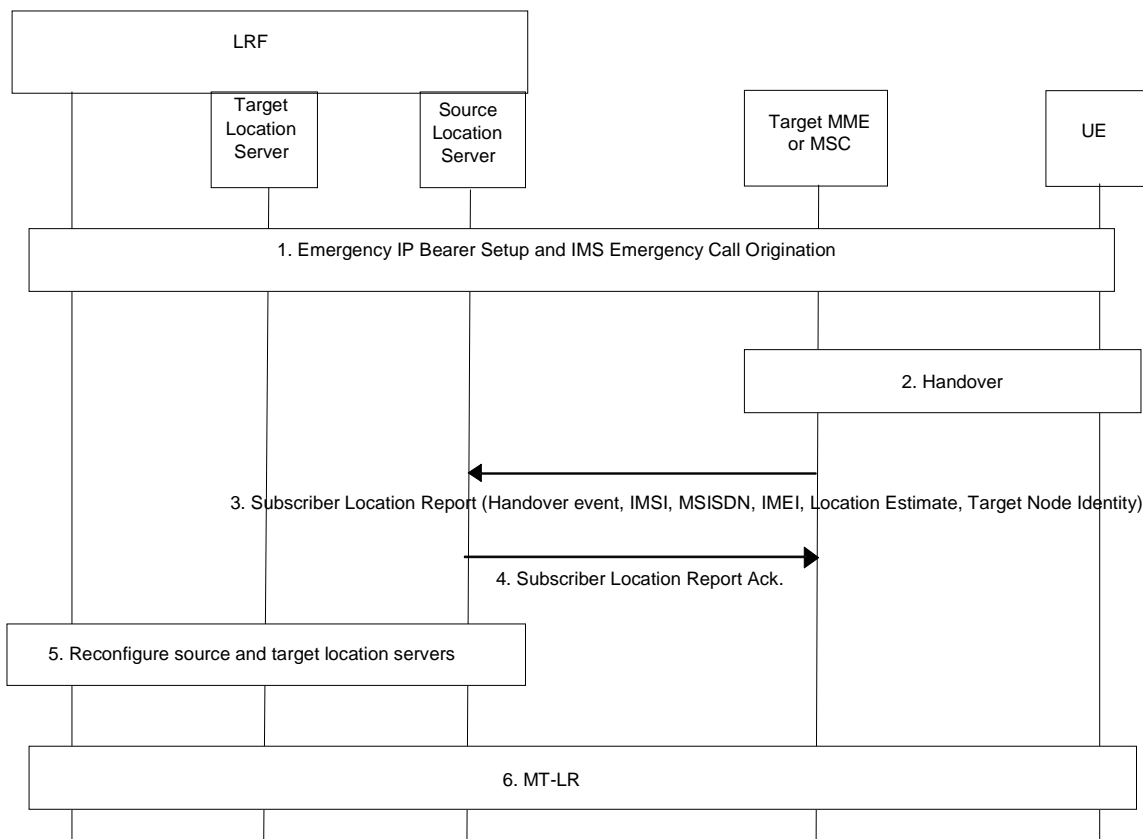 LRF
Target
Location
Server
Source
Location
Server
Target MME
or MSC
UE
1. Emergency IP Bearer Setup and IMS Emergency Call Origination
2. Handover
3. Subscriber Location Report (Handover event, IMSI, MSISDN, IMEI, Location Estimate, Target Node Identity)
4. Subscriber Location Report Ack.
5. Reconfigure source and target location servers
6. MT-LR